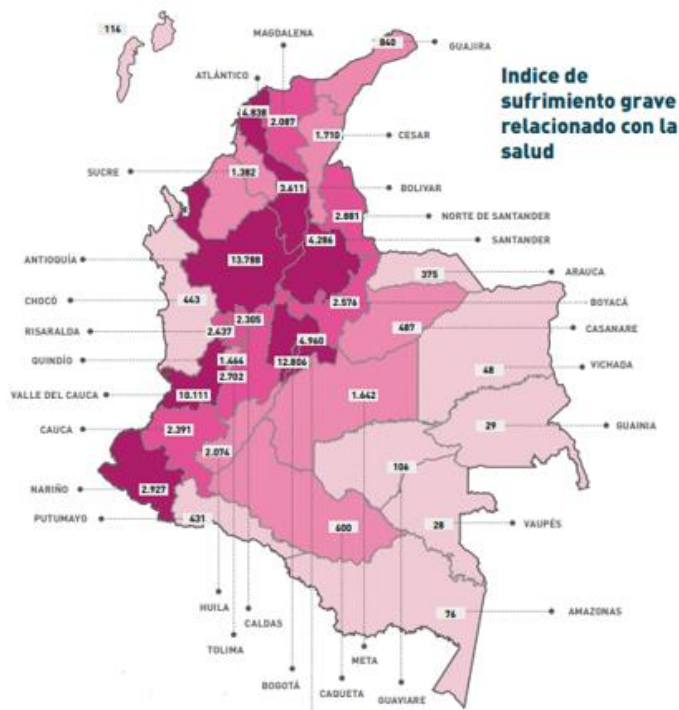 114
MAGDALENA
840
GUAJIRA
Indice de
sufrimiento grave
relacionado con la
salud
ATLÁNTICO
4.838
2.087
1.710
CESAR
SUCRE
1.382
3.611
BOLIVAR
2.881
NORTE DE SANTANDER
SANTANDER
4.286
ANTIOQUÍA
13.788
375
ARAUCA
CHOCÓ
443
2.576
BOYACÁ
RISARALDA
2.437
2.305
487
CASANARE
QUINDÍO
1.464
4.960
12.806
48
VICHADA
2.702
VALLE DEL CAUCA
10.111
1.642
CAUCA
2.391
29
GUAINIA
2.074
106
NARIÑO
2.927
PUTUMAYO
431
600
28
VAUPÉS
HUILA
CALDAS
76
AMAZONAS
TOLIMA
META
BOGOTÁ
CAQUETA
GUAVIARE